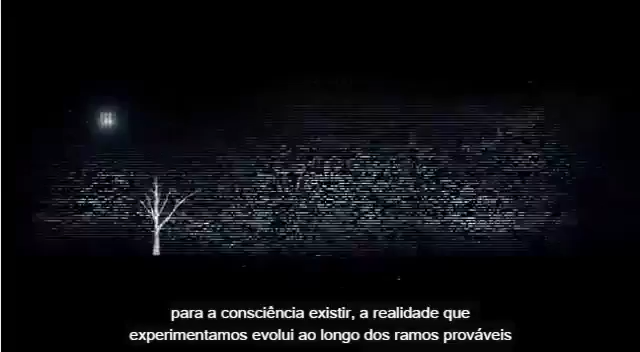 para a consciência existir, a realidade que
experimentamos evolui ao longo dos ramos prováveis